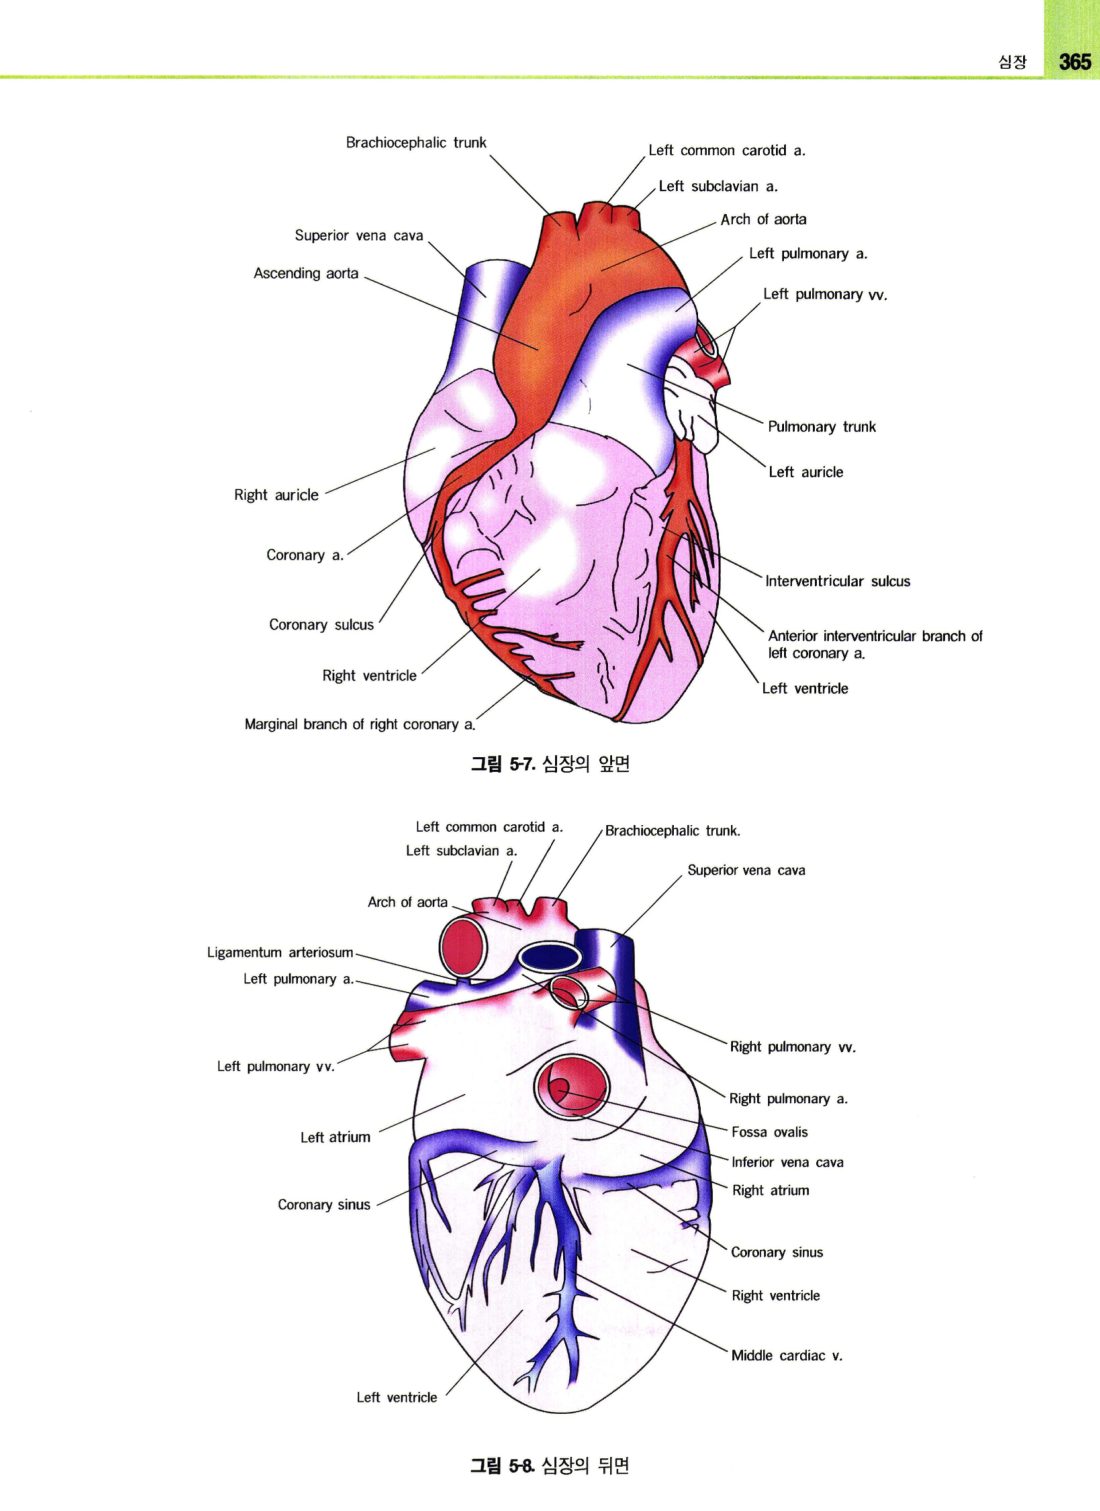 심장 365
Brachiocephalic trunk
Left common carotid a.
Left subclavian a.
Arch of aorta
Superior vena cava
Left pulmonary a.
Ascending aorta
Left pulmonary vv.
Pulmonary trunk
Left auricle
Right auricle
Coronary a.
Interventricular sulcus
Coronary sulcus
Anterior interventricular branch of
left coronary a.
Right ventricle
Left ventricle
Marginal branch of right coronary a.
그림 5-7. 심장의 앞면
Left common carotid a.
Brachiocephalic trunk.
Left subclavian a.
Superior vena cava
Arch of aorta
Ligamentum arteriosum
Left pulmonary a.
Right pulmonary vv.
Left pulmonary vv.
Right pulmonary a.
Fossa ovalis
Left atrium
Inferior vena cava
Right atrium
Coronary sinus
Coronary sinus
Right ventricle
Middle cardiac v.
Left ventricle
그림 5-8. 심장의 뒤면